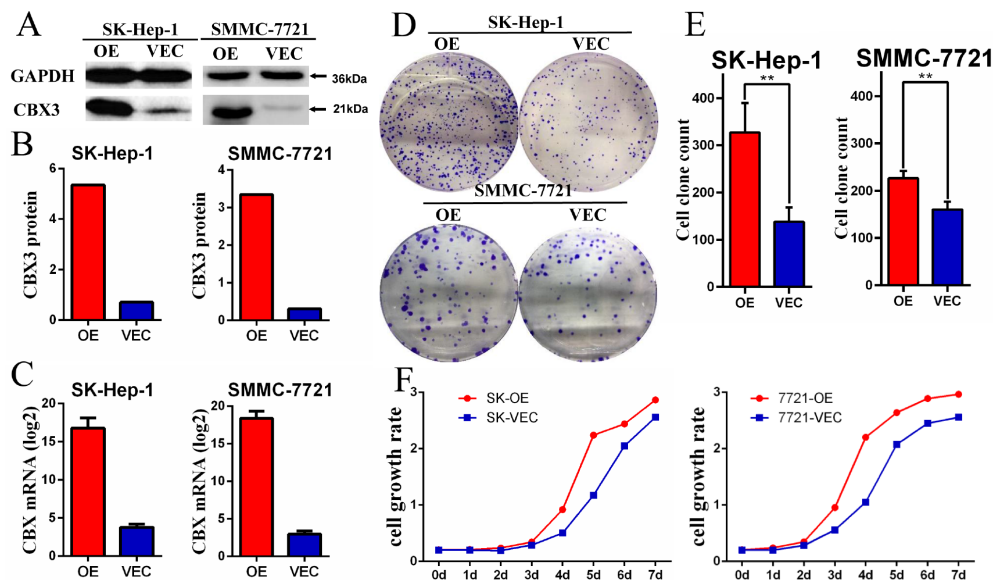 A
SK-Hep-1 SMMC-7721
OE VEC OE VEC
GAPDH 36kDa
CBX3 21kDa
B
SK-Hep-1 SMMC-7721
CBX3 protein
6
4
2
0
OE VEC
CBX3 protein
4
3
2
1
0
OE VEC
C
SK-Hep-1 SMMC-7721
CBX mRNA (log2)
20
15
10
5
0
OE VEC
CBX mRNA (log2)
20
15
10
5
0
OE VEC
D
SK-Hep-1
OE VEC
SMMC-7721
OE VEC
E
SK-Hep-1 SMMC-7721
Cell clone count
**
400
300
200
100
0
OE VEC
Cell clone count
**
400
300
200
100
0
OE VEC
F
cell growth rate
SK-OE
SK-VEC
3
2
1
0
0d 1d 2d 3d 4d 5d 6d 7d
cell growth rate
7721-OE
7721-VEC
3
2
1
0
0d 1d 2d 3d 4d 5d 6d 7d